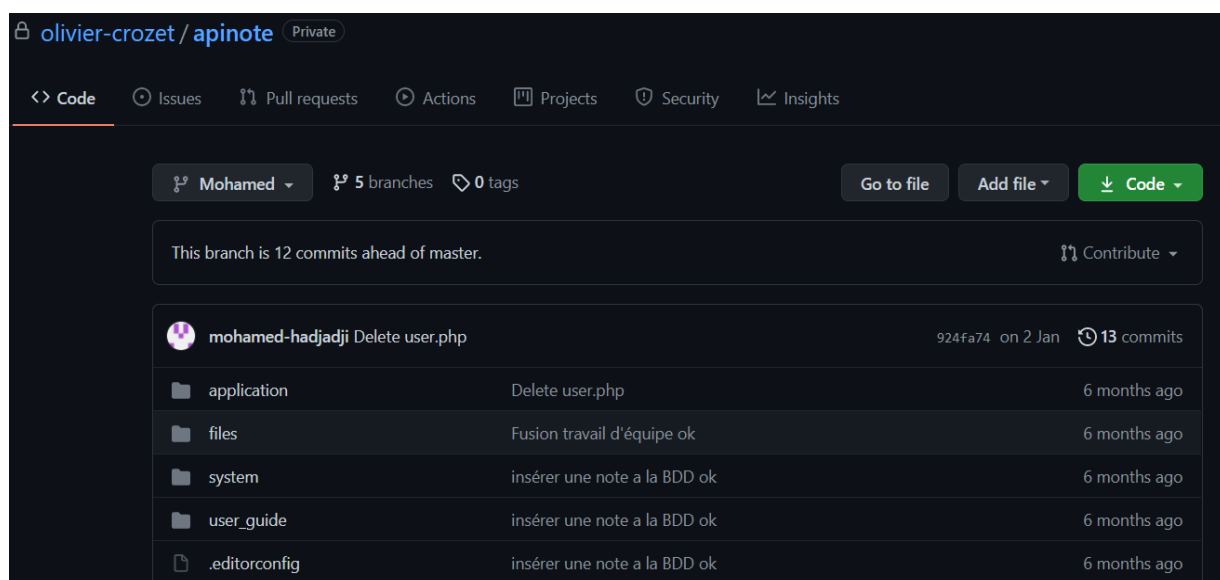 olivier-crozet / apinote Private
Code Issues Pull requests Actions Projects Security Insights
Mohamed 5 branches 0 tags Go to file Add file Code
This branch is 12 commits ahead of master. Contribute
mohamed-hadjadji Delete user.php 924fa74 on 2 Jan 13 commits
application Delete user.php 6 months ago
files Fusion travail d'équipe ok 6 months ago
system insérer une note a la BDD ok 6 months ago
user_guide insérer une note a la BDD ok 6 months ago
.editorconfig insérer une note a la BDD ok 6 months ago